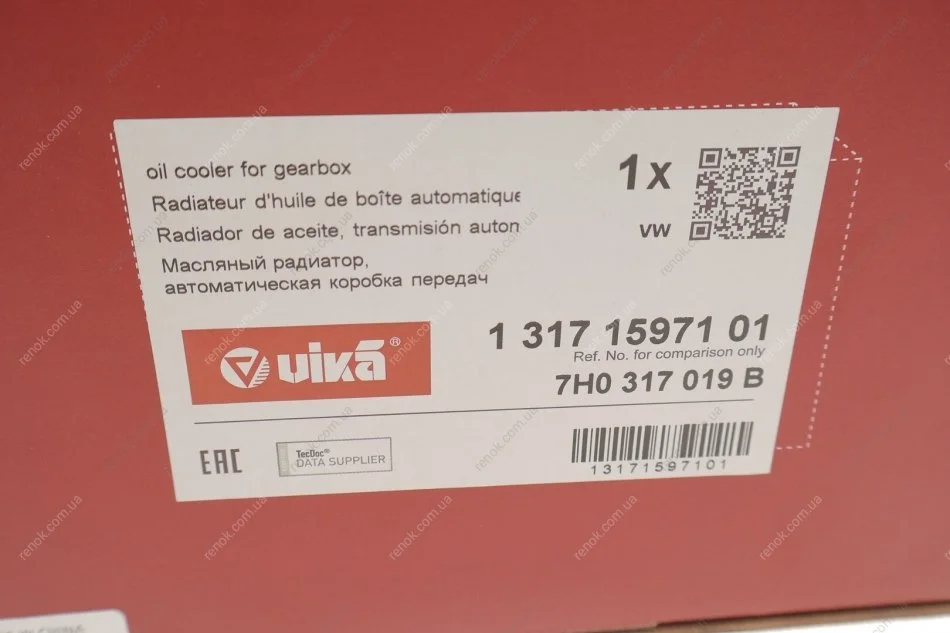 oil cooler for gearbox
Radiateur d'huile de boîte automatique
Radiador de aceite, transmisión auton
Масляный радиатор,
автоматическая коробка передач
1x
vw
1 317 15971 01
Ref. No. for comparison only
7H0 317 019 B
vika®
EAC
TecDoc®
DATA SUPPLIER
13171597101
renok.com.ua